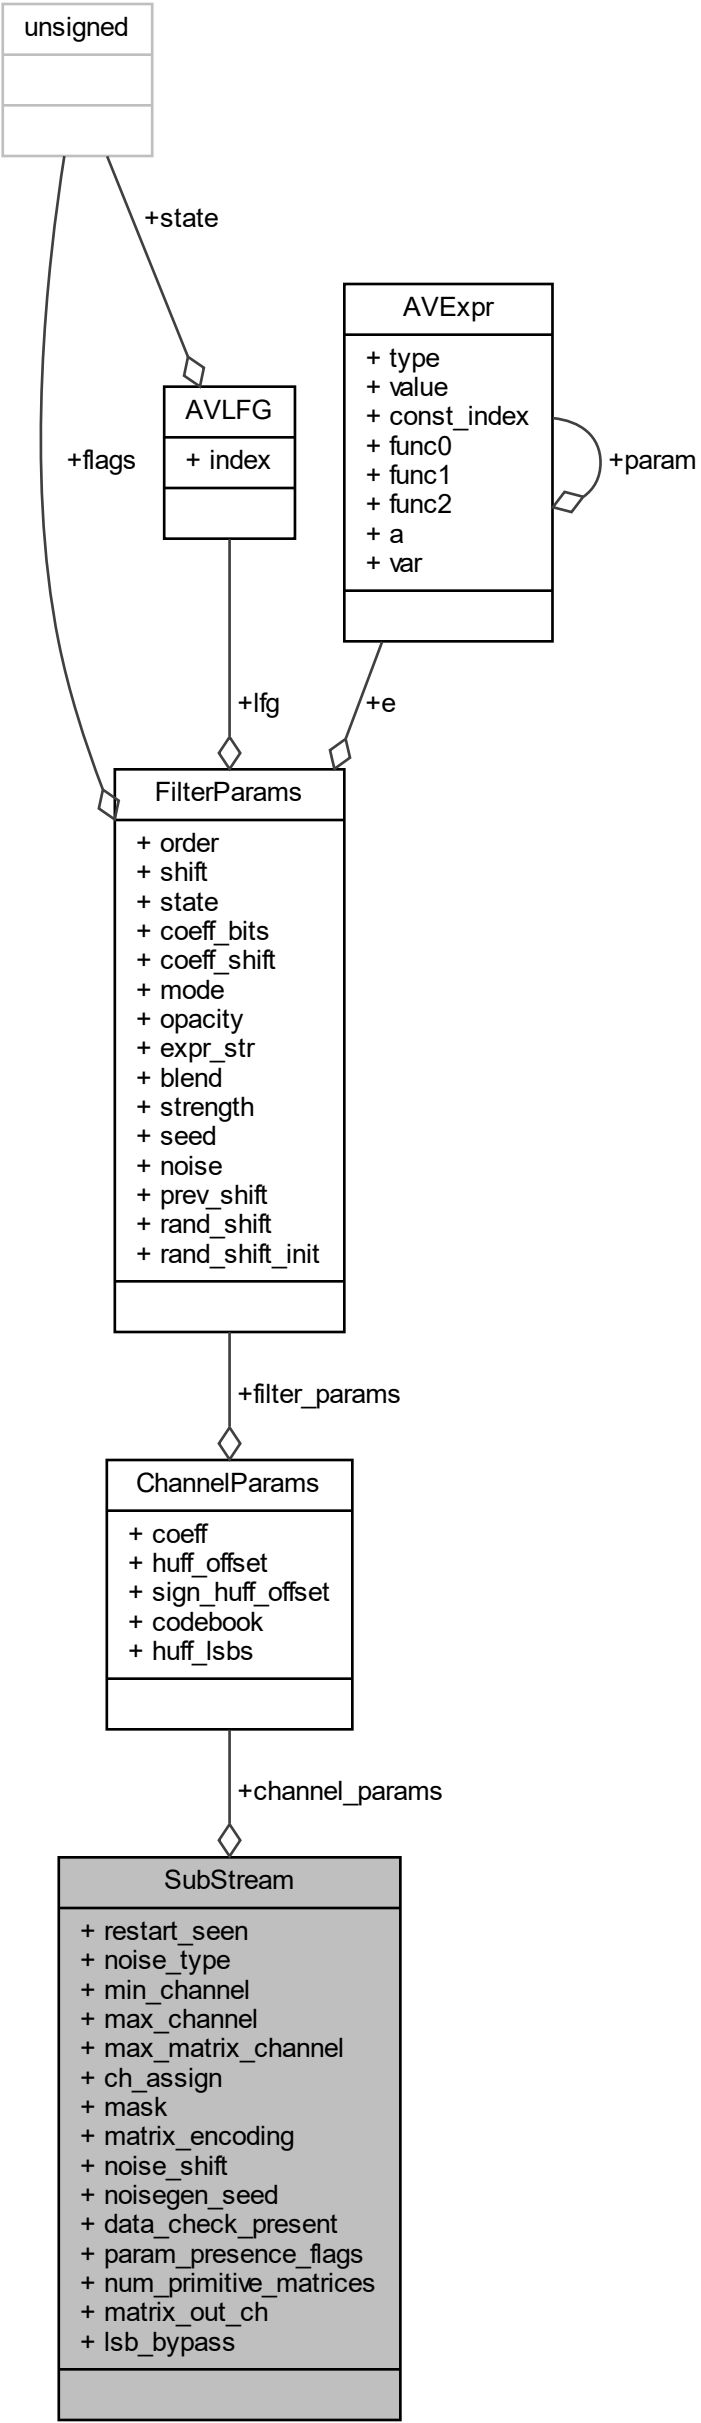 unsigned
+state
AVExpr
+ type
+ value
+ const_index
+ func0
+ func1
+ func2
+ a
+ var
+param
AVLFG
+ index
+flags
+lfg
+e
FilterParams
+ order
+ shift
+ state
+ coeff_bits
+ coeff_shift
+ mode
+ opacity
+ expr_str
+ blend
+ strength
+ seed
+ noise
+ prev_shift
+ rand_shift
+ rand_shift_init
+filter_params
ChannelParams
+ coeff
+ huff_offset
+ sign_huff_offset
+ codebook
+ huff_lsbs
+channel_params
SubStream
+ restart_seen
+ noise_type
+ min_channel
+ max_channel
+ max_matrix_channel
+ ch_assign
+ mask
+ matrix_encoding
+ noise_shift
+ noisegen_seed
+ data_check_present
+ param_presence_flags
+ num_primitive_matrices
+ matrix_out_ch
+ lsb_bypass